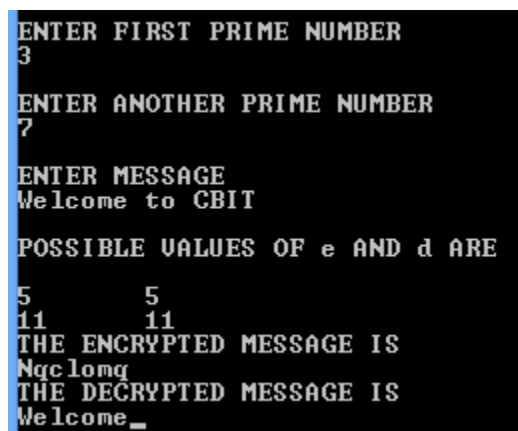 ENTER FIRST PRIME NUMBER
3
ENTER ANOTHER PRIME NUMBER
7
ENTER MESSAGE
Welcome to CBIT
POSSIBLE VALUES OF e AND d ARE
5 5
11 11
THE ENCRYPTED MESSAGE IS
Nqclomq
THE DECRYPTED MESSAGE IS
Welcome_